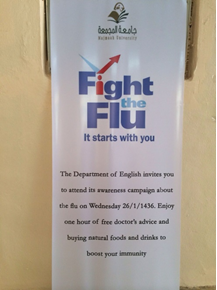 جامعة المجمعة
Majmaah University
Fight
the
Flu
It starts with you
The Department of English invites you
to attend its awareness campaign about
the flu on Wednesday 26/1/1436. Enjoy
one hour of free doctor's advice and
buying natural foods and drinks to
boost your immunity